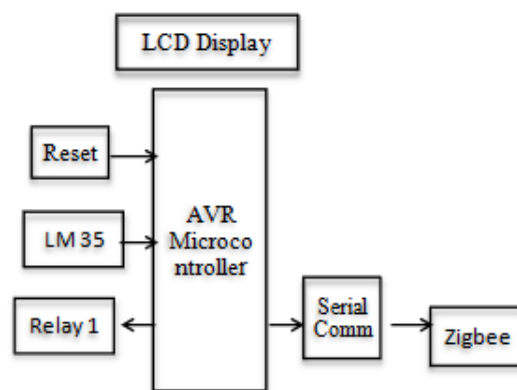 LCD Display
Reset
LM 35
Relay 1
AVR
Microco
ntroller
Serial
Comm
Zigbee